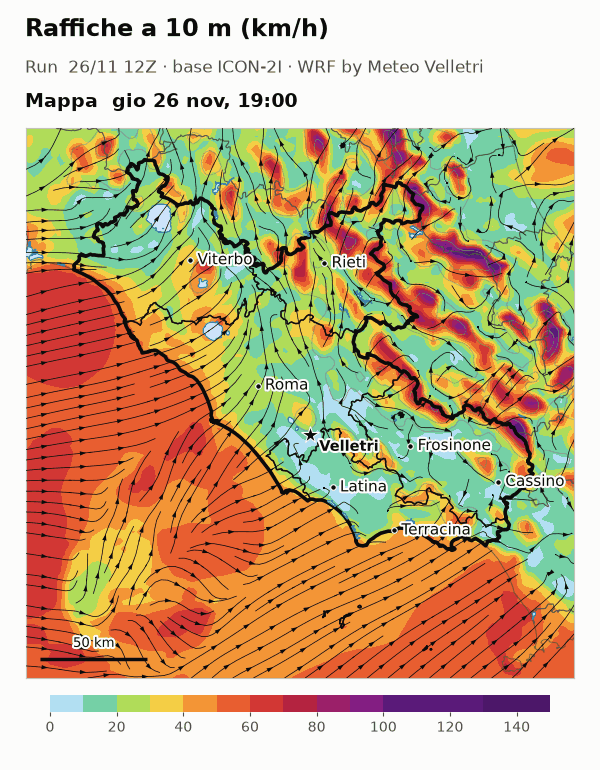 Raffiche a 10 m (km/h)
Run 26/11 12Z · base ICON-2I · WRF by Meteo Velletri
Mappa gio 26 nov, 19:00
Viterbo
Rieti
Roma
Velletri
Frosinone
Latina
Cassino
Terracina
50 km
0 20 40 60 80 100 120 140